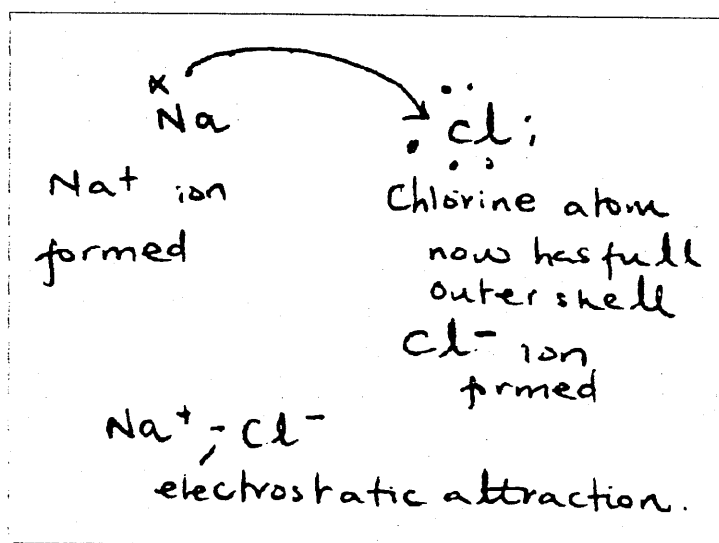 x
Na
Cl
Na+ ion
formed
Chlorine atom
now has full
outer shell
Cl- ion
formed
Na+ - Cl-
electrostatic attraction.